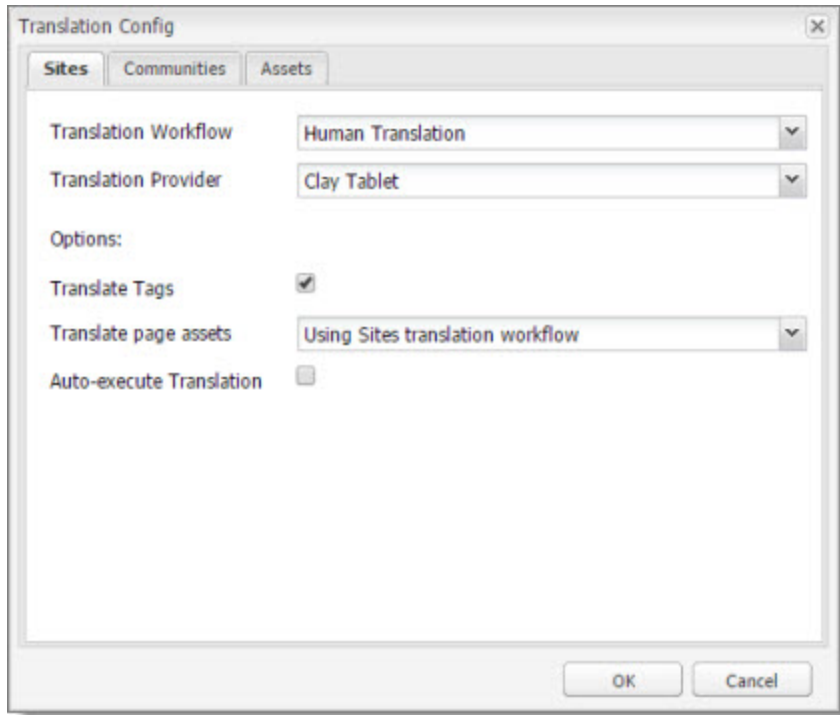 Translation Config
Sites Communities Assets
Translation Workflow Human Translation
Translation Provider Clay Tablet
Options:
Translate Tags
Translate page assets Using Sites translation workflow
Auto-execute Translation
OK Cancel